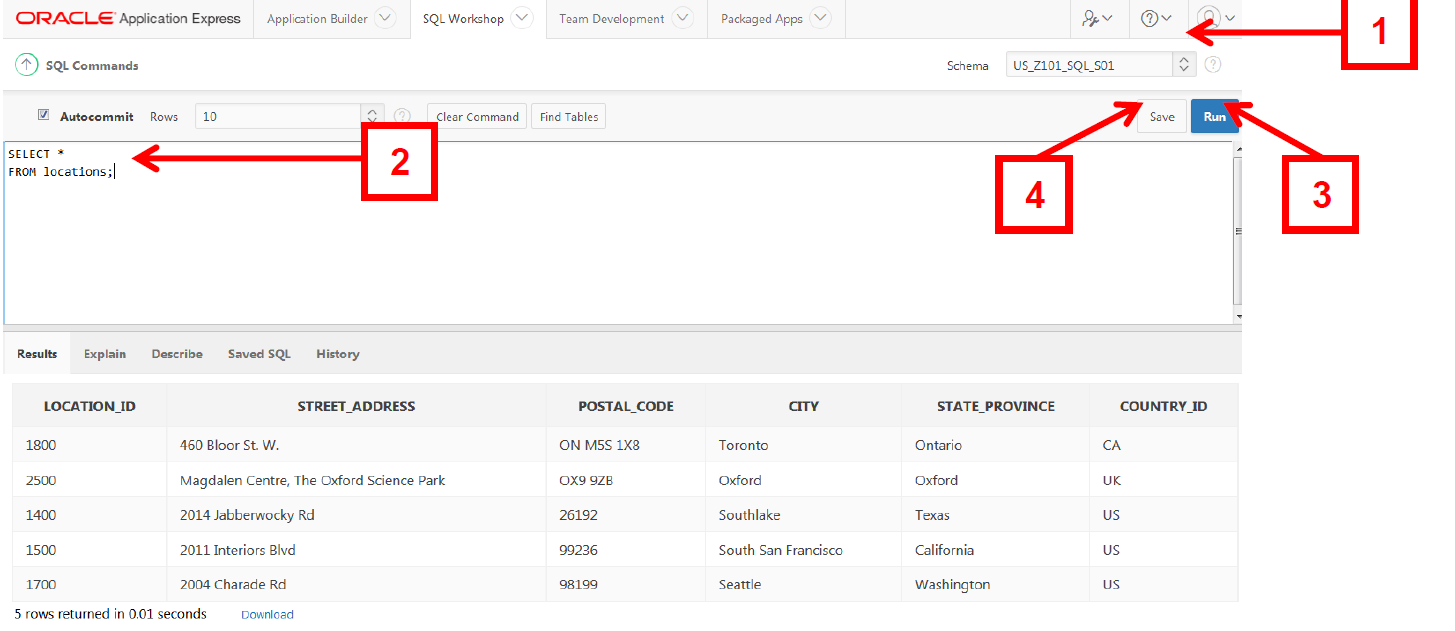 ORACLE Application Express Application Builder SQL Workshop Team Development Packaged Apps
1
SQL Commands Schema US_Z101_SQL_S01 ?
Autocommit Rows 10 ? Clear Command Find Tables Save Run
SELECT *
FROM locations;
2
4
3
Results Explain Describe Saved SQL History
LOCATION_ID STREET_ADDRESS POSTAL_CODE CITY STATE_PROVINCE COUNTRY_ID
1800 460 Bloor St. W. ON M5S 1X8 Toronto Ontario CA
2500 Magdalen Centre, The Oxford Science Park OX9 9ZB Oxford Oxford UK
1400 2014 Jabberwocky Rd 26192 Southlake Texas US
1500 2011 Interiors Blvd 99236 South San Francisco California US
1700 2004 Charade Rd 98199 Seattle Washington US
5 rows returned in 0.01 seconds Download